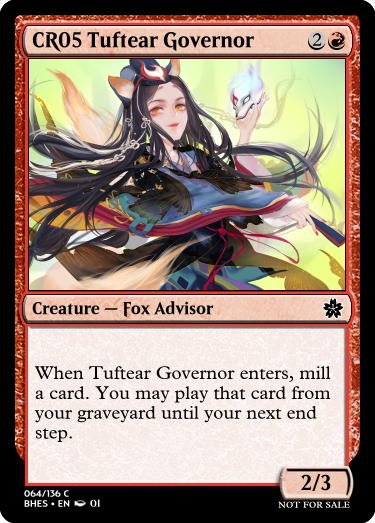 CR05 Tuftear Governor 2
Creature — Fox Advisor
When Tuftear Governor enters, mill
a card. You may play that card from
your graveyard until your next end
step.
2/3
064/136 C
BHES • EN OI
NOT FOR SALE